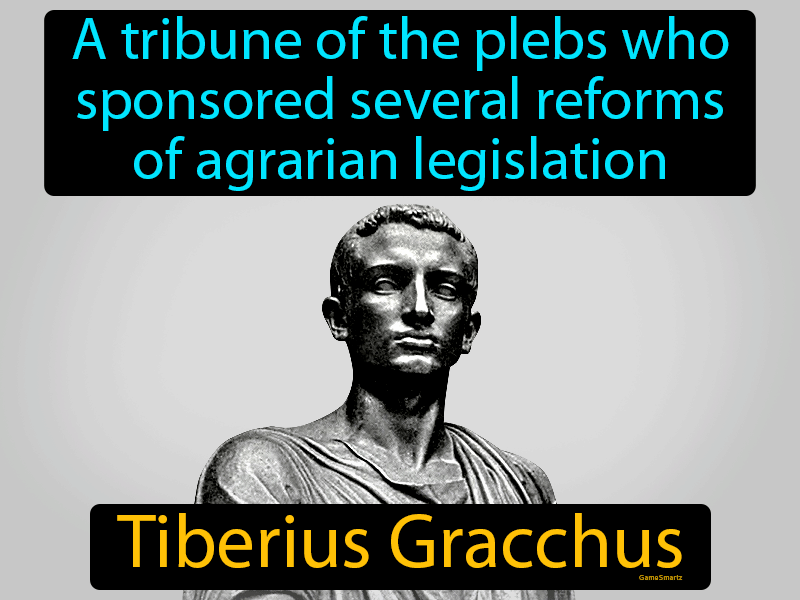 A tribune of the plebs who
sponsored several reforms
of agrarian legislation
Tiberius Gracchus
GameSmartz